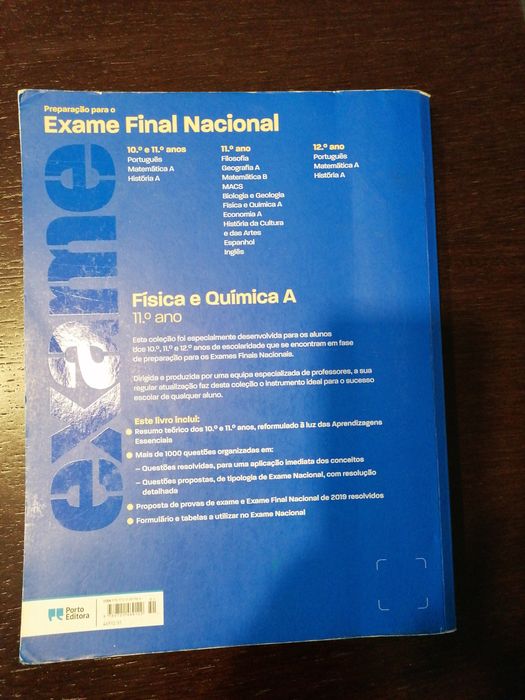 Preparação para o
Exame Final Nacional
10.º e 11.º anos
Português
Matemática A
História A
11.º ano
Filosofia
Geografia A
Matemática B
MACS
Biologia e Geologia
Física e Química A
Economia A
História da Cultura
e das Artes
Espanhol
Inglês
12.º ano
Português
Matemática A
História A
exame
Física e Química A
11.º ano
Esta coleção foi especialmente desenvolvida para os alunos
dos 10.º, 11.º e 12.º anos de escolaridade que se encontram em fase
de preparação para os Exames Finais Nacionais.
Dirigida e produzida por uma equipa especializada de professores, a sua
regular atualização faz desta coleção o instrumento ideal para o sucesso
escolar de qualquer aluno.
Este livro inclui:
Resumo teórico dos 10.º e 11.º anos, reformulado à luz das Aprendizagens
Essenciais
Mais de 1000 questões organizadas em:
– Questões resolvidas, para uma aplicação imediata dos conceitos
– Questões propostas, de tipologia de Exame Nacional, com resolução
detalhada
Proposta de provas de exame e Exame Final Nacional de 2019 resolvidos
Formulário e tabelas a utilizar no Exame Nacional
Porto
Editora